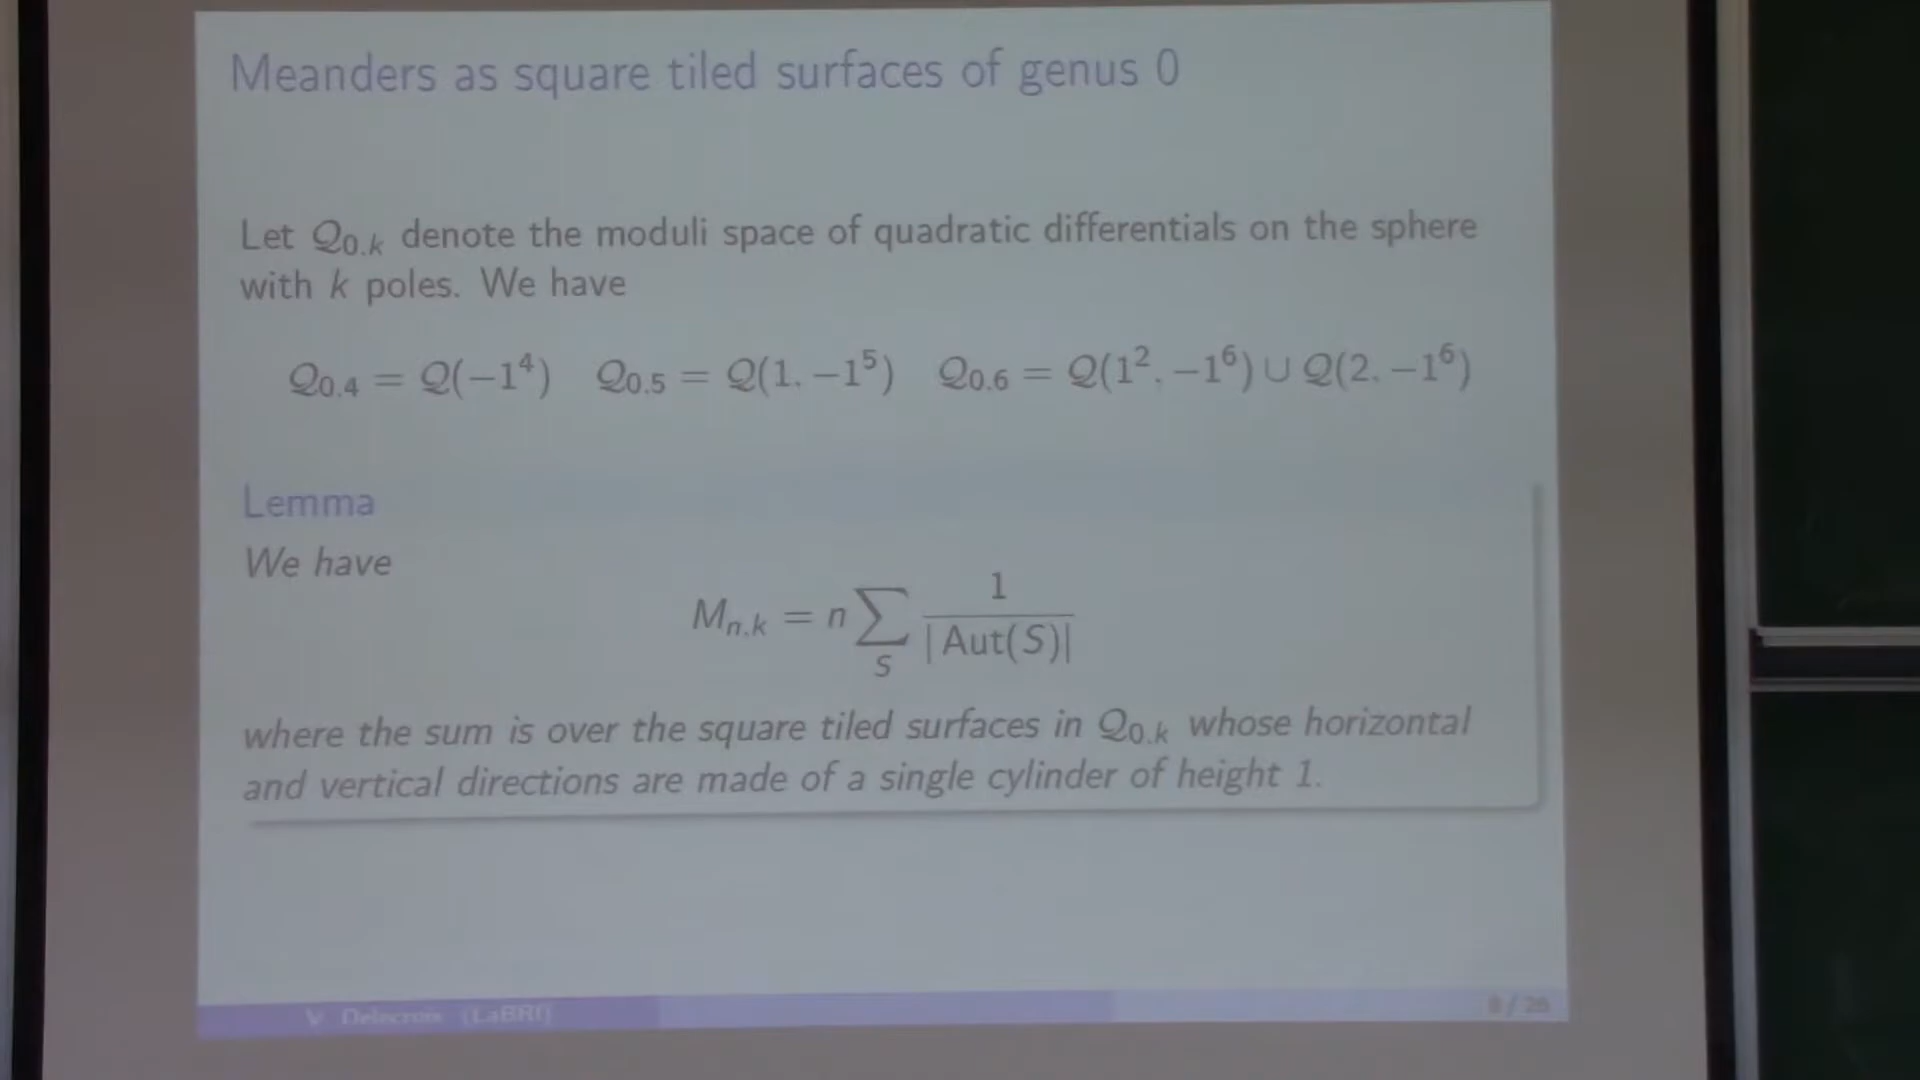 Meanders as square tiled surfaces of genus 0
Let 𝒬₀,ₖ denote the moduli space of quadratic differentials on the sphere
with k poles. We have
𝒬₀,₄ = 𝒬(−1⁴) 𝒬₀,₅ = 𝒬(1, −1⁵) 𝒬₀,₆ = 𝒬(1², −1⁶) ∪ 𝒬(2, −1⁶)
Lemma
We have
Mₙ,ₖ = n ∑_S 1/|Aut(S)|
where the sum is over the square tiled surfaces in 𝒬₀,ₖ whose horizontal
and vertical directions are made of a single cylinder of height 1.
V. Delecroix (LaBRI)